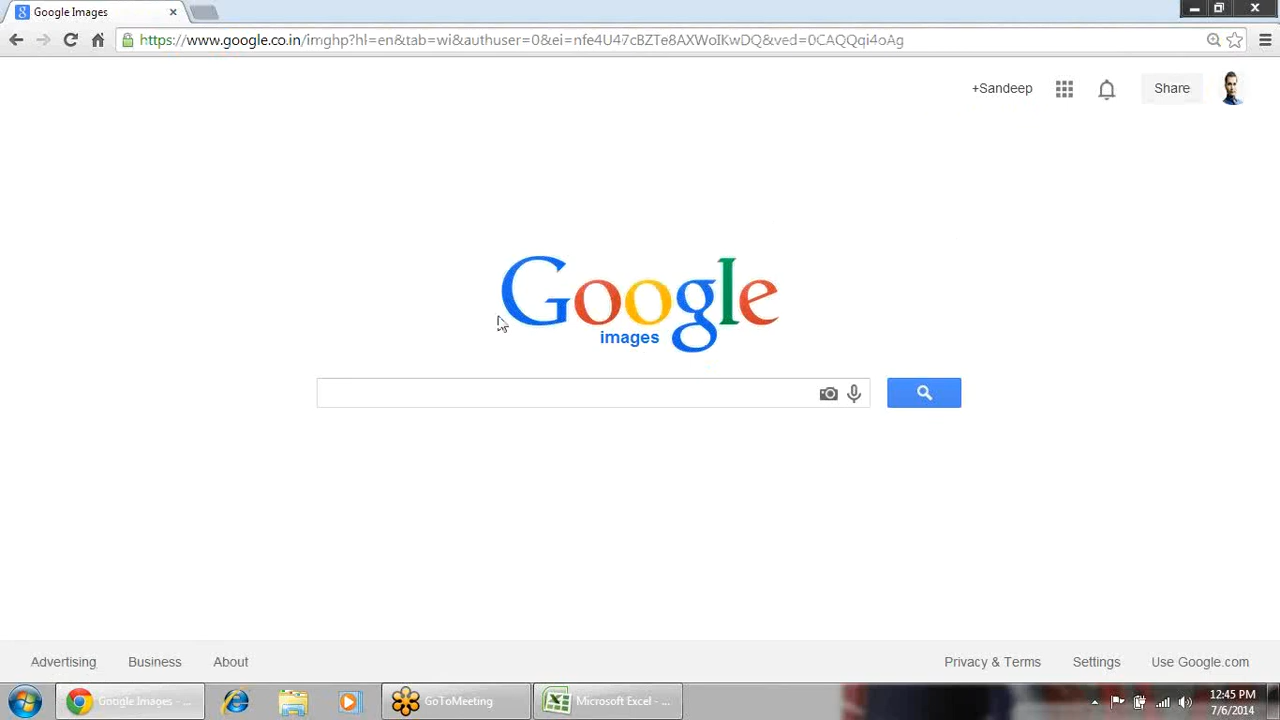 Google Images
https://www.google.co.in/imghp?hl=en&tab=wi&authuser=0&ei=nfe4U47cBZTe8AXWoIKwDQ&ved=0CAQQqi4oAg
+Sandeep
Share
Google
images
Advertising
Business
About
Privacy & Terms
Settings
Use Google.com
Google Images - ...
GoToMeeting
Microsoft Excel - ...
12:45 PM
7/6/2014